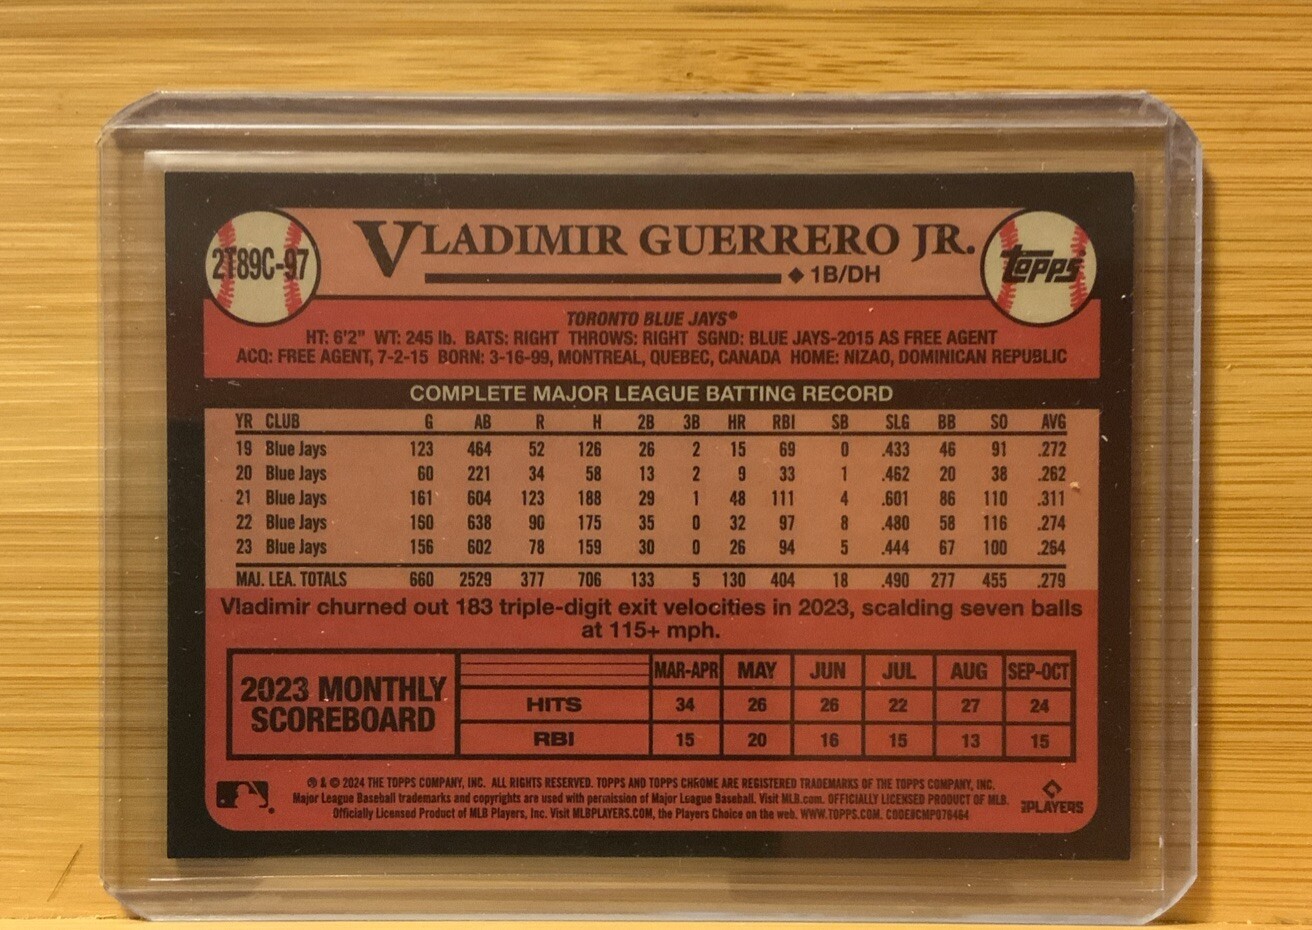 2T89C-97
VLADIMIR GUERRERO JR.
◆ 1B/DH
Topps
TORONTO BLUE JAYS®
HT: 6'2" WT: 245 lb. BATS: RIGHT THROWS: RIGHT SGND: BLUE JAYS-2015 AS FREE AGENT
ACQ: FREE AGENT, 7-2-15 BORN: 3-16-99, MONTREAL, QUEBEC, CANADA HOME: NIZAO, DOMINICAN REPUBLIC
COMPLETE MAJOR LEAGUE BATTING RECORD
YR CLUB G AB R H 2B 3B HR RBI SB SLG BB SO AVG
19 Blue Jays 123 464 52 126 26 2 15 69 0 .433 46 91 .272
20 Blue Jays 60 221 34 58 13 2 9 33 1 .462 20 38 .262
21 Blue Jays 161 604 123 188 29 1 48 111 4 .601 86 110 .311
22 Blue Jays 160 638 90 175 35 0 32 97 8 .480 58 116 .274
23 Blue Jays 156 602 78 159 30 0 26 94 5 .444 67 100 .264
MAJ. LEA. TOTALS 660 2529 377 706 133 5 130 404 18 .490 277 455 .279
Vladimir churned out 183 triple-digit exit velocities in 2023, scalding seven balls
at 115+ mph.
2023 MONTHLY
SCOREBOARD
MAR-APR MAY JUN JUL AUG SEP-OCT
HITS 34 26 26 22 27 24
RBI 15 20 16 15 13 15
® & © 2024 THE TOPPS COMPANY, INC. ALL RIGHTS RESERVED. TOPPS AND TOPPS CHROME ARE REGISTERED TRADEMARKS OF THE TOPPS COMPANY, INC.
Major League Baseball trademarks and copyrights are used with permission of Major League Baseball. Visit MLB.com. OFFICIALLY LICENSED PRODUCT OF MLB.
Officially Licensed Product of MLB Players, Inc. Visit MLBPLAYERS.COM, the Players Choice on the web. WWW.TOPPS.COM. CODE#CMP076464
PLAYERS